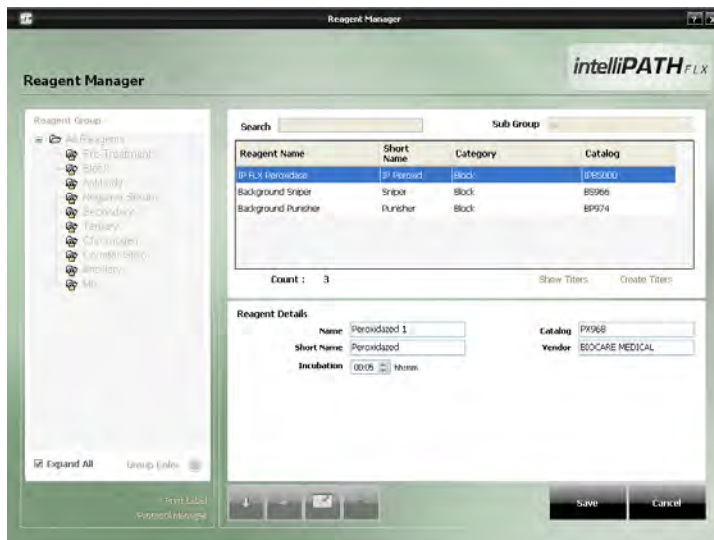 Reagent Manager
intelliPATH FLX
Reagent Manager
Reagent Group
All Reagents
Pre-Treatment
Block
Antibody
Negative Serum
Secondary
Tertiary
Chromogen
Counterstain
Ancillary
Expand All
Group Color
Print Label
Protocol Manager
Search
Sub Group
Reagent Name Short Name Category Catalog
IP FLX Peroxidase IP Peroxid Block IPB5000
Background Sniper Sniper Block BS966
Background Punisher Punisher Block BP974
Count : 3
Show Titers Create Titers
Reagent Details
Name Peroxidazed 1 Catalog PX968
Short Name Peroxidazed Vendor BIOCARE MEDICAL
Incubation 00:05 hh:mm
Save Cancel